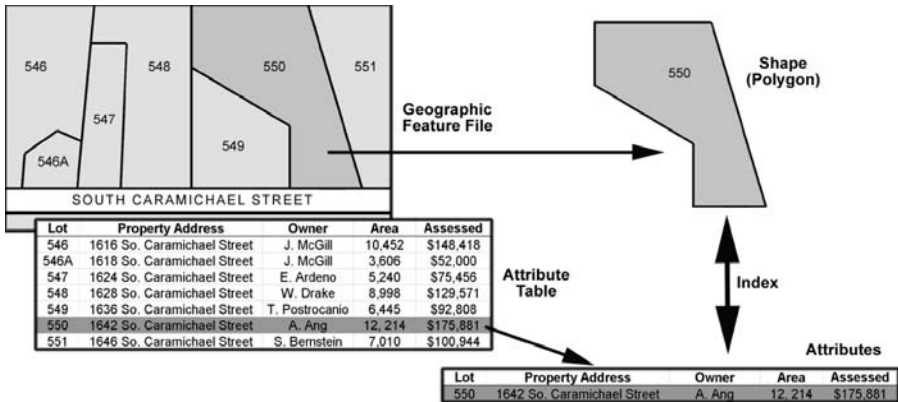 546
547
548
550
551
546A
549
SOUTH CARAMICHAEL STREET
550
Shape
(Polygon)
Geographic
Feature File
Lot Property Address Owner Area Assessed
546 1616 So. Caramichael Street J. McGill 10,452 $148,418
546A 1618 So. Caramichael Street J. McGill 3,606 $52,000
547 1624 So. Caramichael Street E. Ardeno 5,240 $75,456
548 1628 So. Caramichael Street W. Drake 8,998 $129,571
549 1636 So. Caramichael Street T. Postrocanio 6,445 $92,808
550 1642 So. Caramichael Street A. Ang 12, 214 $175,881
551 1646 So. Caramichael Street S. Bernstein 7,010 $100,944
Attribute
Table
Index
Attributes
Lot Property Address Owner Area Assessed
550 1642 So. Caramichael Street A. Ang 12, 214 $175,881